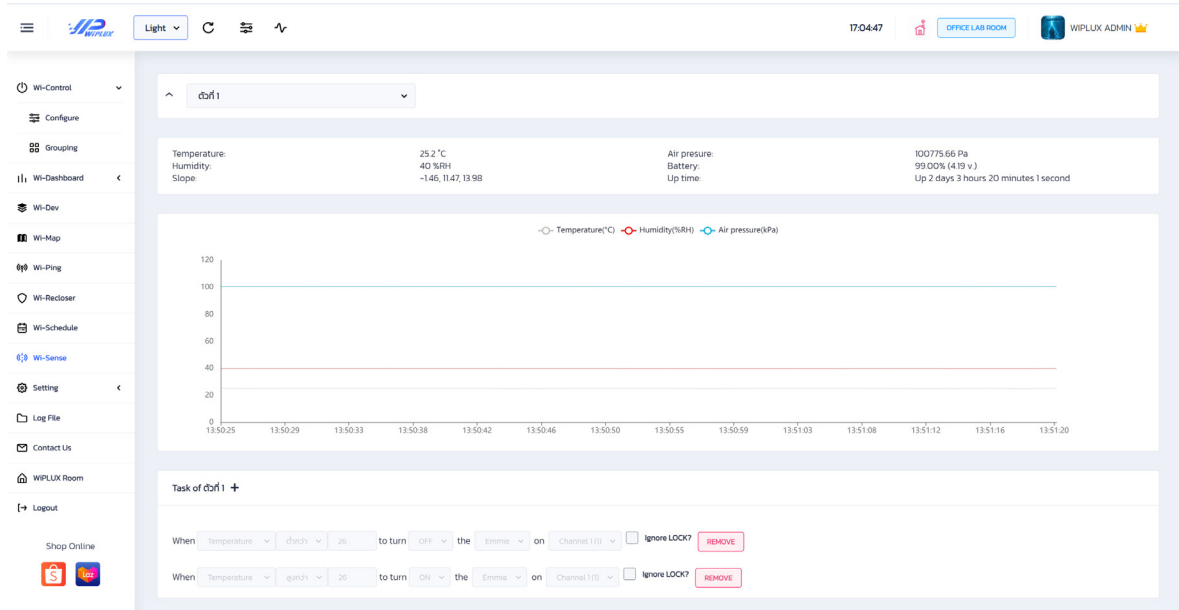 WIPLUX Light 17:04:47 OFFICE LAB ROOM WIPLUX ADMIN
Wi-Control
Configure
Grouping
Wi-Dashboard
Wi-Dev
Wi-Map
Wi-Ping
Wi-Recloser
Wi-Schedule
Wi-Sense
Setting
Log File
Contact Us
WiPLUX Room
Logout
Shop Online
Laz
ตัวที่ 1
Temperature: 25.2 °C Air presure: 100775.66 Pa
Humidity: 40 %RH Battery: 99.00% (4.19 v.)
Slope: -1.46, 11.47, 13.98 Up time: Up 2 days 3 hours 20 minutes 1 second
Temperature(°C) Humidity(%RH) Air pressure(kPa)
120
100
80
60
40
20
0
13:50:25 13:50:29 13:50:33 13:50:38 13:50:42 13:50:46 13:50:50 13:50:55 13:50:59 13:51:03 13:51:08 13:51:12 13:51:16 13:51:20
Task of ตัวที่ 1 +
When Temperature ต่ำกว่า 26 to turn OFF the Emmie on Channel 1 (1) Ignore LOCK? REMOVE
When Temperature สูงกว่า 26 to turn ON the Emmie on Channel 1 (1) Ignore LOCK? REMOVE